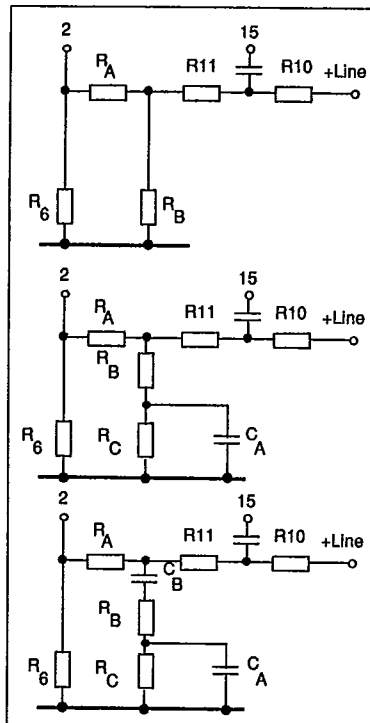 2 15
RA R11 R10 +Line
R6 RB
2 15
RA R11 R10 +Line
RB
R6 RC CA
2 15
RA R11 R10 +Line
CB
RB
R6 RC CA